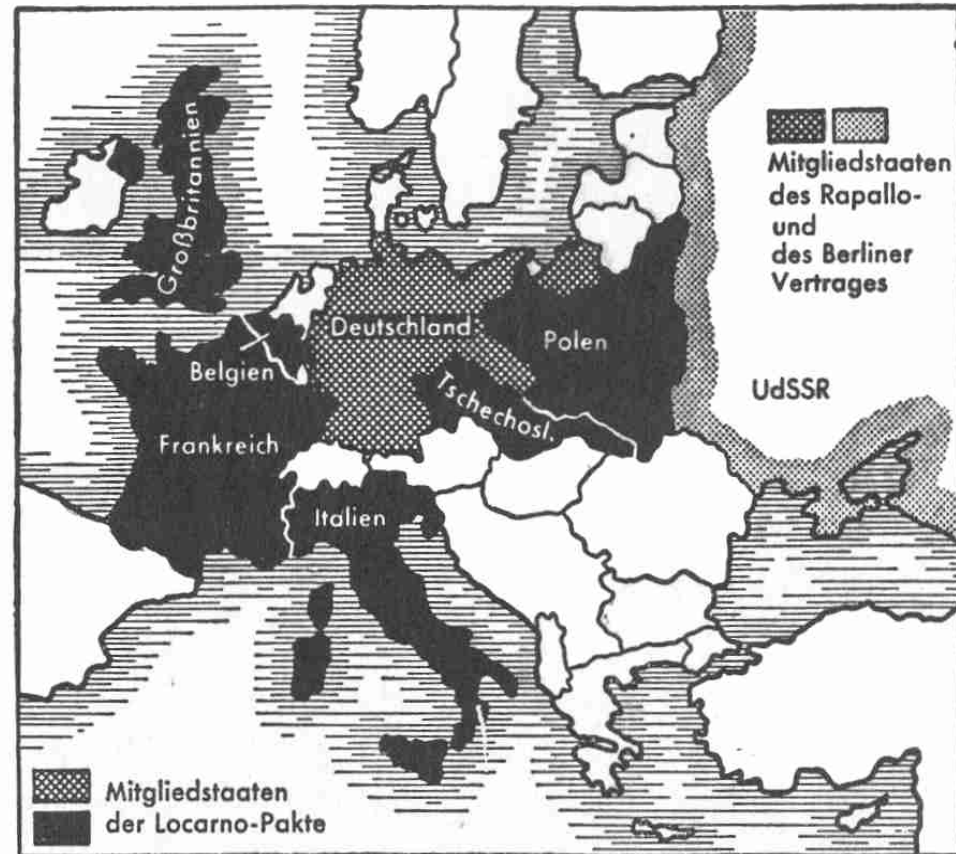 Großbritannien
Mitgliedstaaten
des Rapallo-
und
des Berliner
Vertrages
Deutschland
Polen
Belgien
Tschechosl.
UdSSR
Frankreich
Italien
Mitgliedstaaten
der Locarno-Pakte